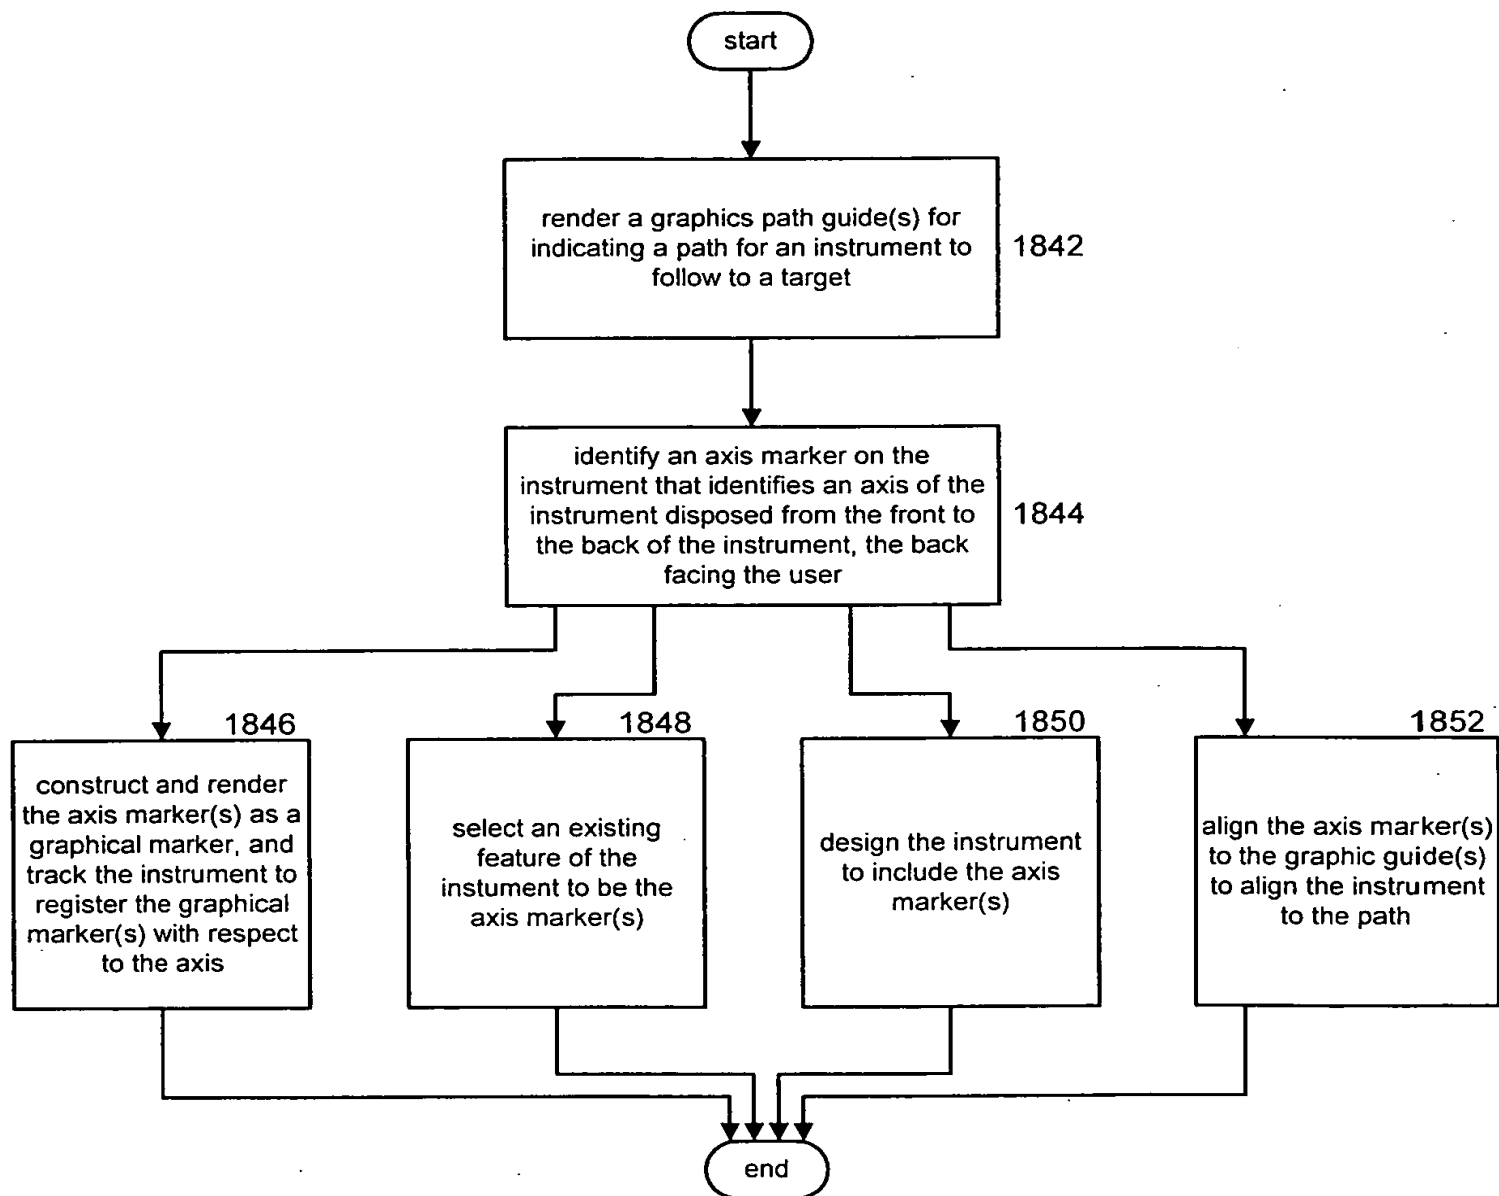 start
render a graphics path guide(s) for
indicating a path for an instrument to
follow to a target
1842
identify an axis marker on the
instrument that identifies an axis of the
instrument disposed from the front to
the back of the instrument, the back
facing the user
1844
1846
construct and render
the axis marker(s) as a
graphical marker, and
track the instrument to
register the graphical
marker(s) with respect
to the axis
1848
select an existing
feature of the
instument to be the
axis marker(s)
1850
design the instrument
to include the axis
marker(s)
1852
align the axis marker(s)
to the graphic guide(s)
to align the instrument
to the path
end